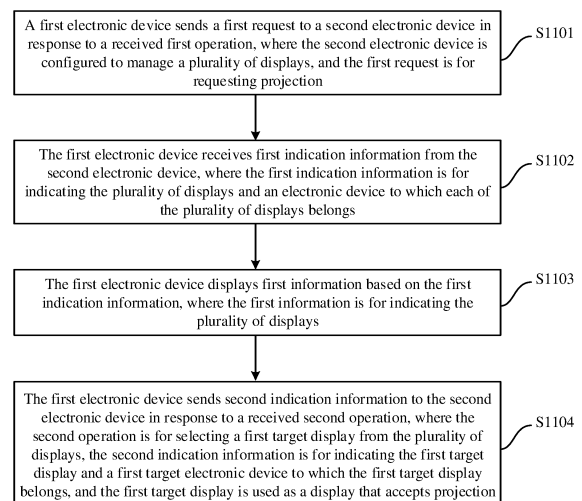 A first electronic device sends a first request to a second electronic device in
response to a received first operation, where the second electronic device is
configured to manage a plurality of displays, and the first request is for
requesting projection
S1101
The first electronic device receives first indication information from the
second electronic device, where the first indication information is for
indicating the plurality of displays and an electronic device to which each of
the plurality of displays belongs
S1102
The first electronic device displays first information based on the first
indication information, where the first information is for indicating the
plurality of displays
S1103
The first electronic device sends second indication information to the second
electronic device in response to a received second operation, where the
second operation is for selecting a first target display from the plurality of
displays, the second indication information is for indicating the first target
display and a first target electronic device to which the first target display
belongs, and the first target display is used as a display that accepts projection
S1104